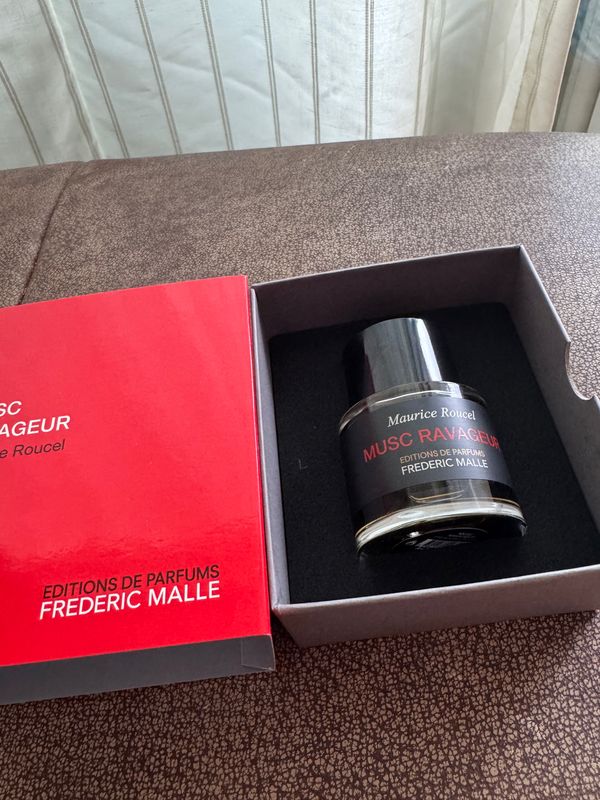 SC
AGEUR
e Roucel
EDITIONS DE PARFUMS
FREDERIC MALLE
Maurice Roucel
MUSC RAVAGEUR
EDITIONS DE PARFUMS
FREDERIC MALLE